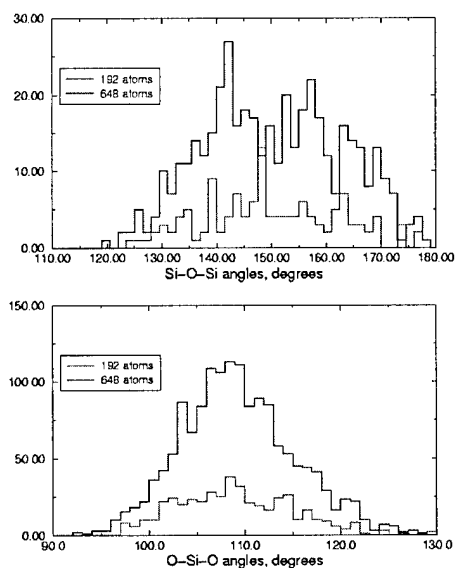 30.00
192 atoms
648 atoms
20.00
10.00
0.00
110.00 120.00 130.00 140.00 150.00 160.00 170.00 180.00
Si–O–Si angles, degrees
150.00
192 atoms
648 atoms
100.00
50.00
0.00
90.0 100.0 110.0 120.0 130.0
O–Si–O angles, degrees